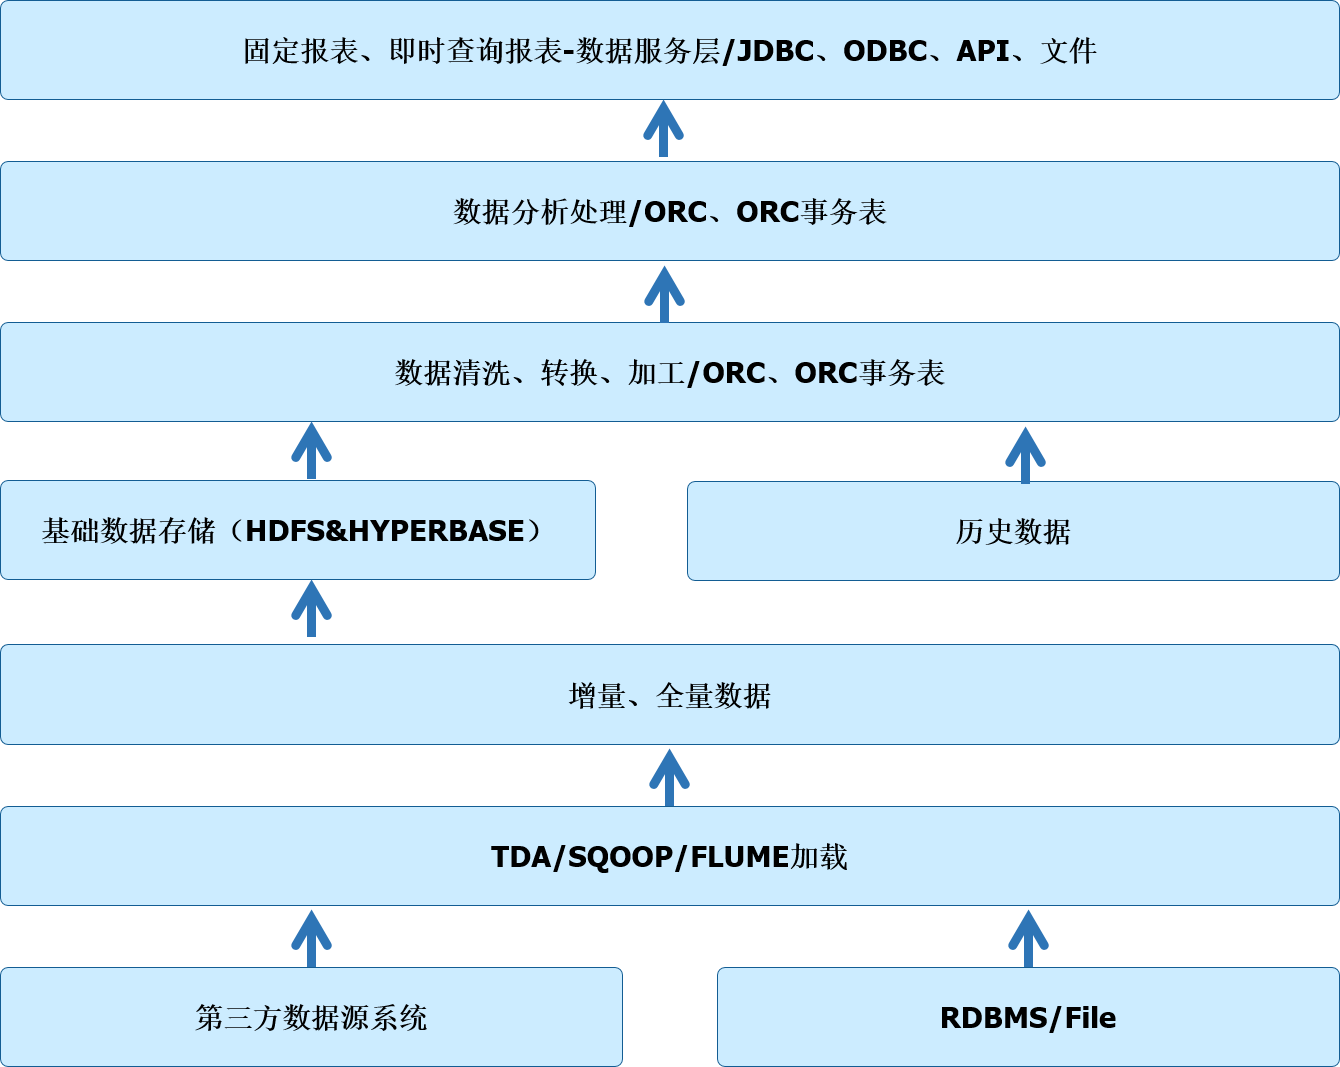 固定报表、即时查询报表-数据服务层/JDBC、ODBC、API、文件
数据分析处理/ORC、ORC事务表
数据清洗、转换、加工/ORC、ORC事务表
基础数据存储（HDFS&HYPERBASE）
历史数据
增量、全量数据
TDA/SQOOP/FLUME加载
第三方数据源系统
RDBMS/File